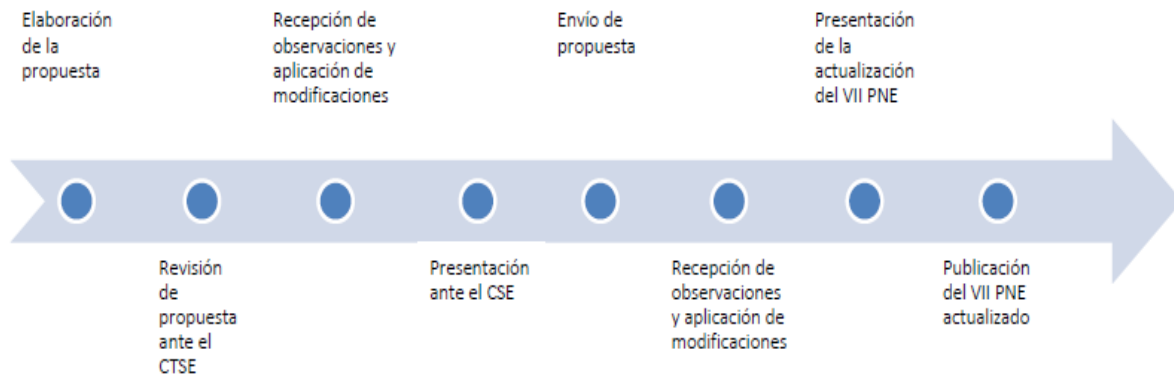 Elaboración
de la
propuesta
Recepción de
observaciones y
aplicación de
modificaciones
Envío de
propuesta
Presentación
de la
actualización
del VII PNE
Revisión
de
propuesta
ante el
CTSE
Presentación
ante el CSE
Recepción de
observaciones
y aplicación de
modificaciones
Publicación
del VII PNE
actualizado